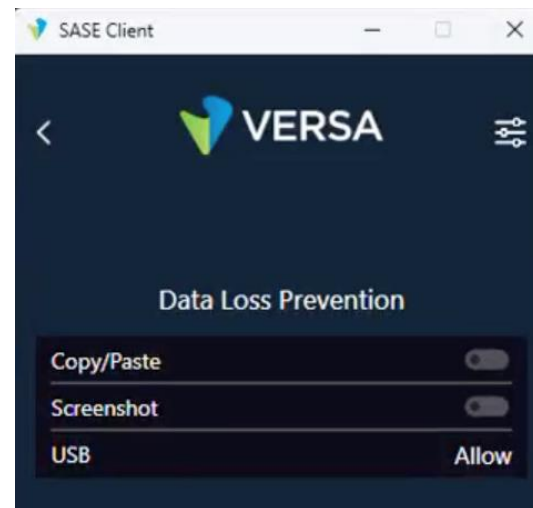 SASE Client
VERSA
Data Loss Prevention
Copy/Paste
Screenshot
USB Allow